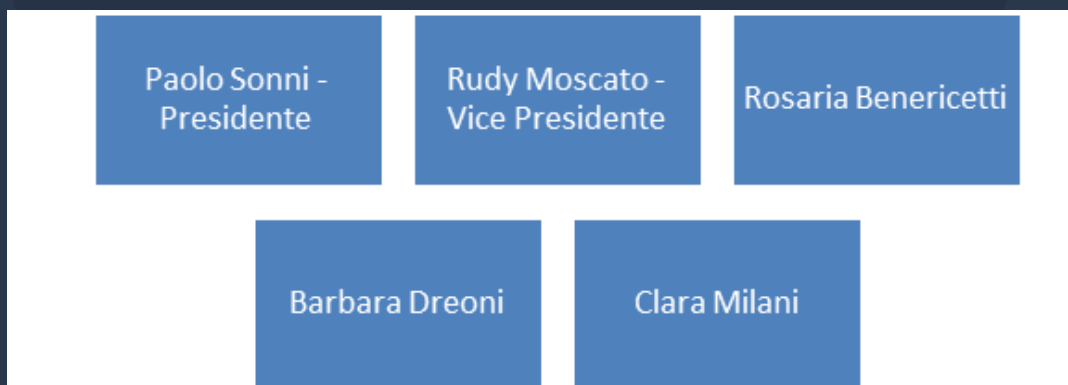 Paolo Sonni -
Presidente
Rudy Moscato -
Vice Presidente
Rosaria Benericetti
Barbara Dreoni
Clara Milani